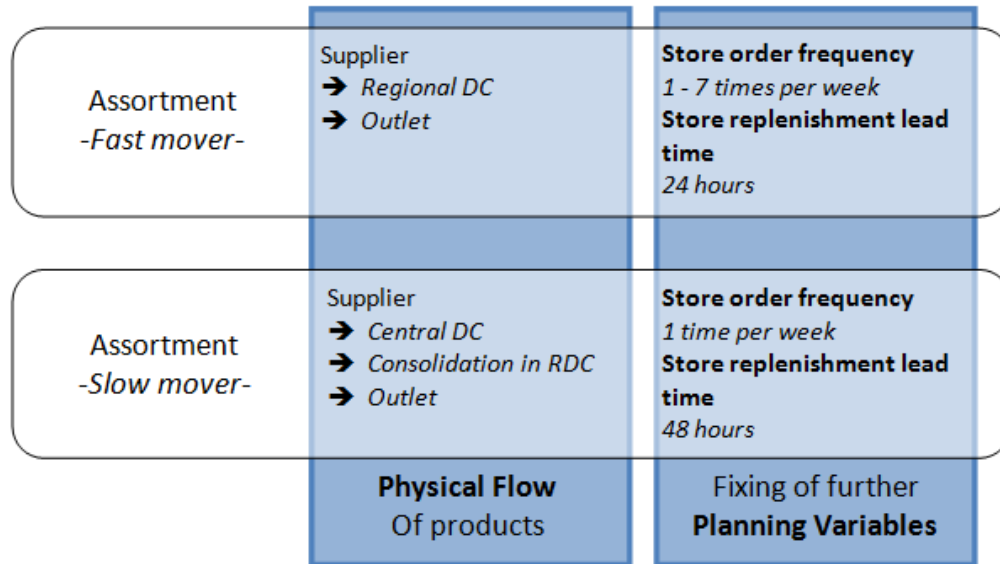 Assortment
-Fast mover-
Supplier
➔ Regional DC
➔ Outlet
Store order frequency
1 - 7 times per week
Store replenishment lead
time
24 hours
Assortment
-Slow mover-
Supplier
➔ Central DC
➔ Consolidation in RDC
➔ Outlet
Store order frequency
1 time per week
Store replenishment lead
time
48 hours
Physical Flow
Of products
Fixing of further
Planning Variables